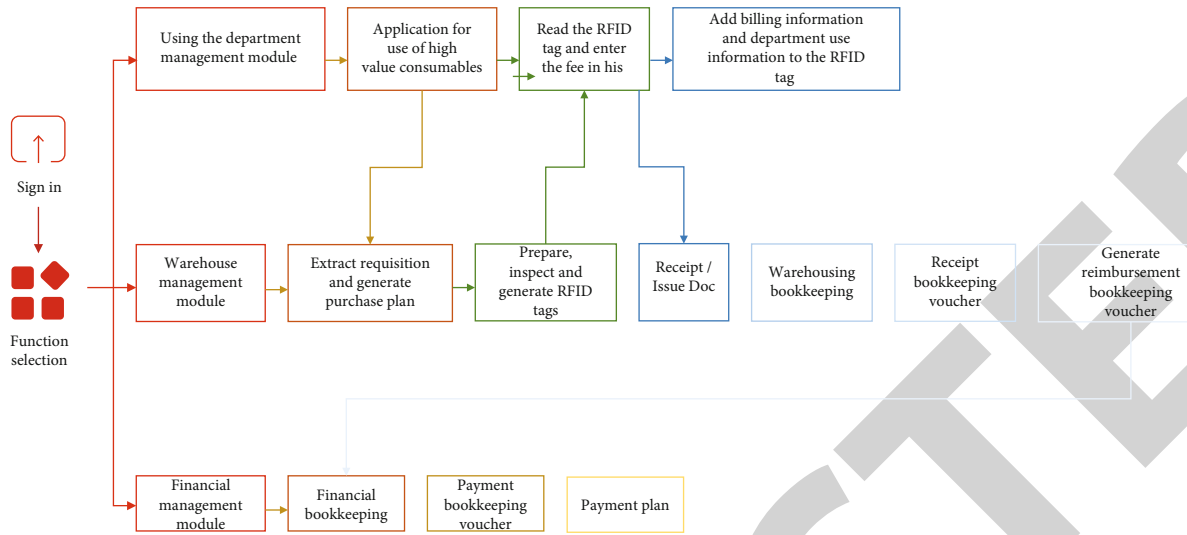 Using the department
management module
Application for
use of high
value consumables
Read the RFID
tag and enter
the fee in his
Add billing information
and department use
information to the RFID
tag
Sign in
Function
selection
Warehouse
management
module
Extract requisition
and generate
purchase plan
Prepare,
inspect and
generate RFID
tags
Receipt /
Issue Doc
Warehousing
bookkeeping
Receipt
bookkeeping
voucher
Generate
reimbursement
bookkeeping
voucher
Financial
management
module
Financial
bookkeeping
Payment
bookkeeping
voucher
Payment plan